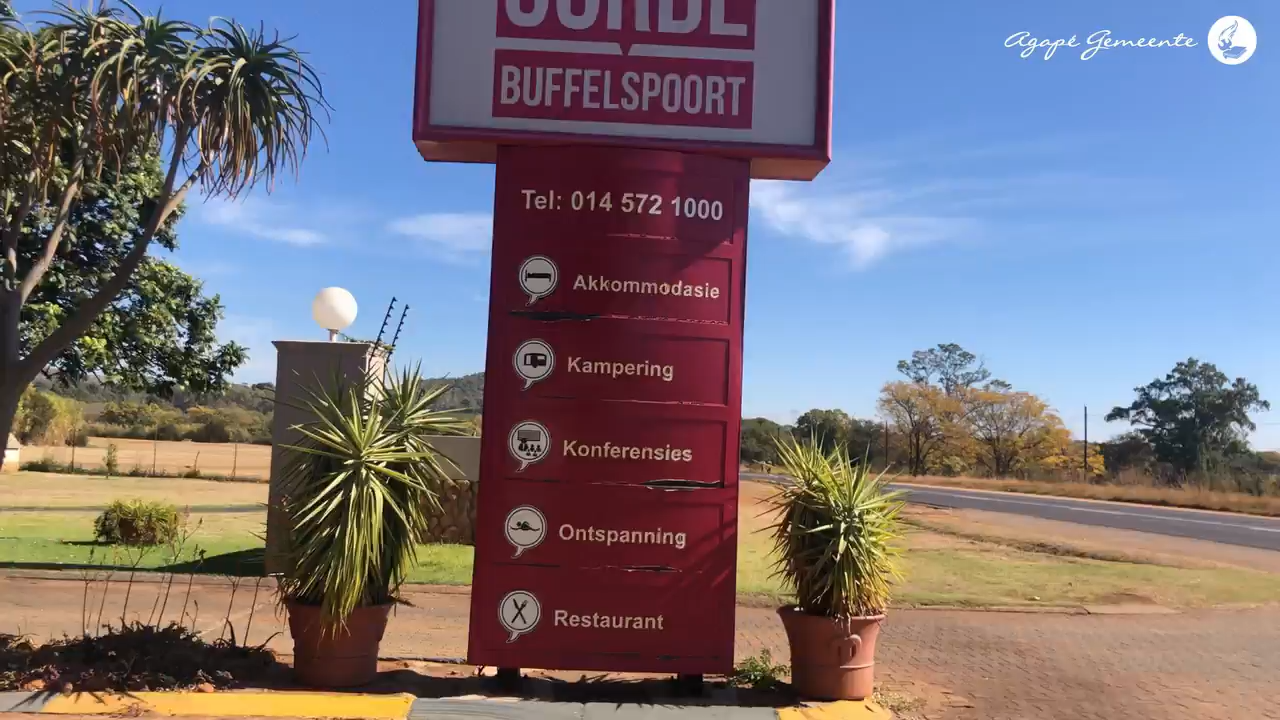 Agapé Gemeente
BUFFELSPOORT
Tel: 014 572 1000
Akkommodasie
Kampering
Konferensies
Ontspanning
Restaurant